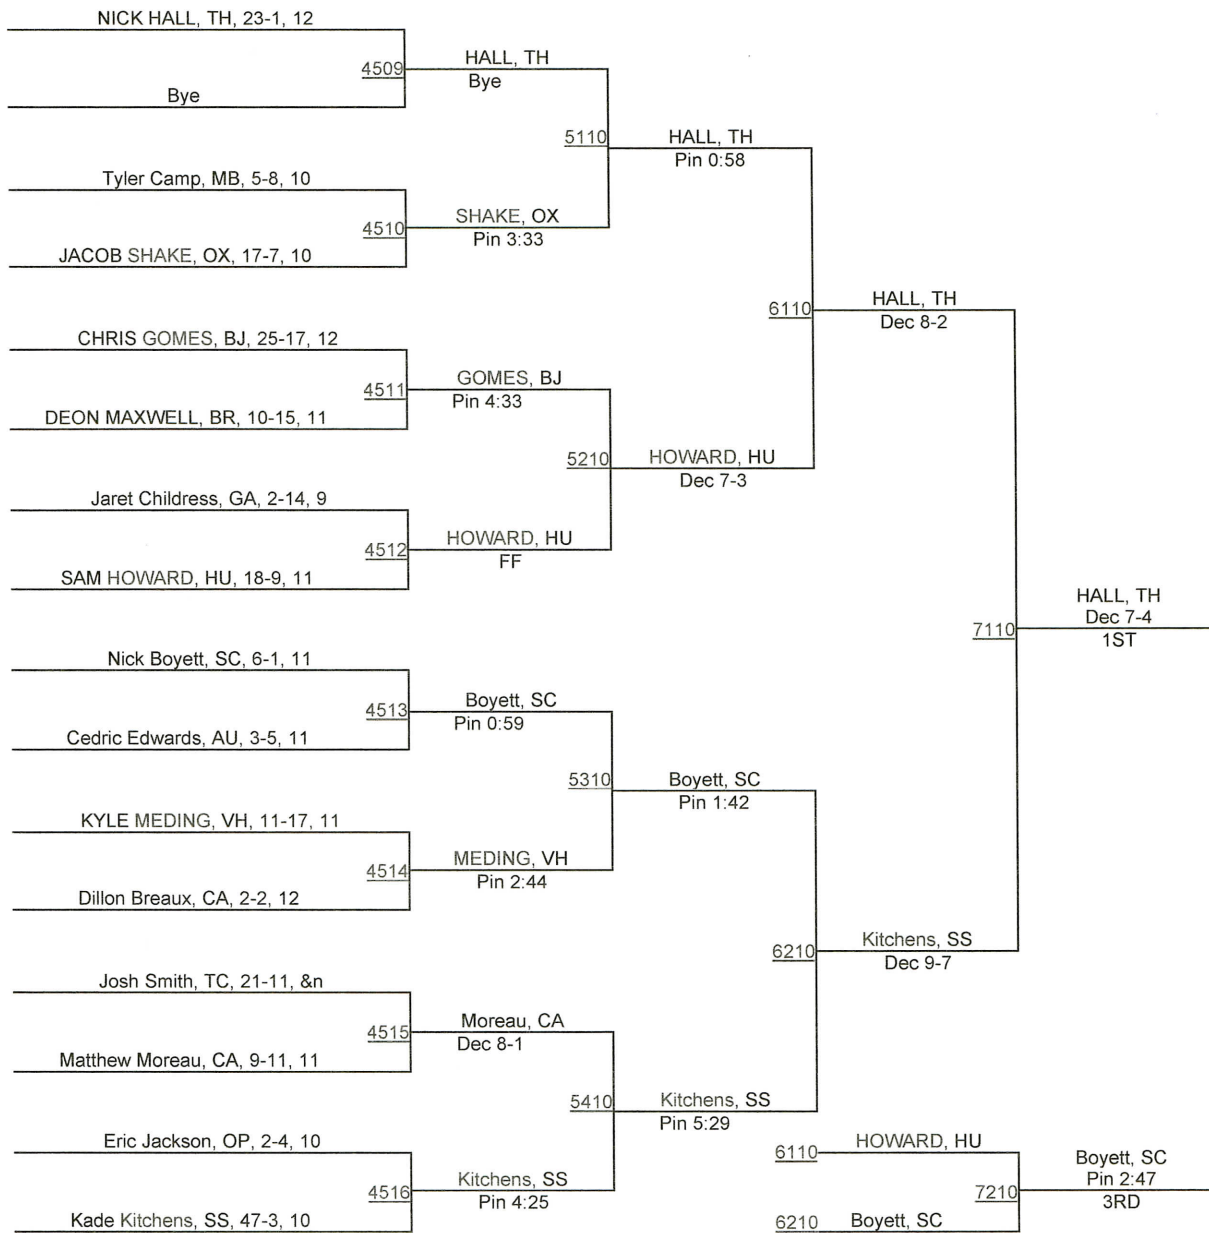 NICK HALL, TH, 23-1, 12
4509
HALL, TH
Bye
Bye
5110
HALL, TH
Pin 0:58
Tyler Camp, MB, 5-8, 10
4510
SHAKE, OX
Pin 3:33
JACOB SHAKE, OX, 17-7, 10
6110
HALL, TH
Dec 8-2
CHRIS GOMES, BJ, 25-17, 12
4511
GOMES, BJ
Pin 4:33
DEON MAXWELL, BR, 10-15, 11
5210
HOWARD, HU
Dec 7-3
Jaret Childress, GA, 2-14, 9
4512
HOWARD, HU
FF
SAM HOWARD, HU, 18-9, 11
7110
HALL, TH
Dec 7-4
1ST
Nick Boyett, SC, 6-1, 11
4513
Boyett, SC
Pin 0:59
Cedric Edwards, AU, 3-5, 11
5310
Boyett, SC
Pin 1:42
KYLE MEDING, VH, 11-17, 11
4514
MEDING, VH
Pin 2:44
Dillon Breaux, CA, 2-2, 12
6210
Kitchens, SS
Dec 9-7
Josh Smith, TC, 21-11, &n
4515
Moreau, CA
Dec 8-1
Matthew Moreau, CA, 9-11, 11
5410
Kitchens, SS
Pin 5:29
Eric Jackson, OP, 2-4, 10
4516
Kitchens, SS
Pin 4:25
Kade Kitchens, SS, 47-3, 10
6110
HOWARD, HU
7210
Boyett, SC
Pin 2:47
3RD
6210
Boyett, SC